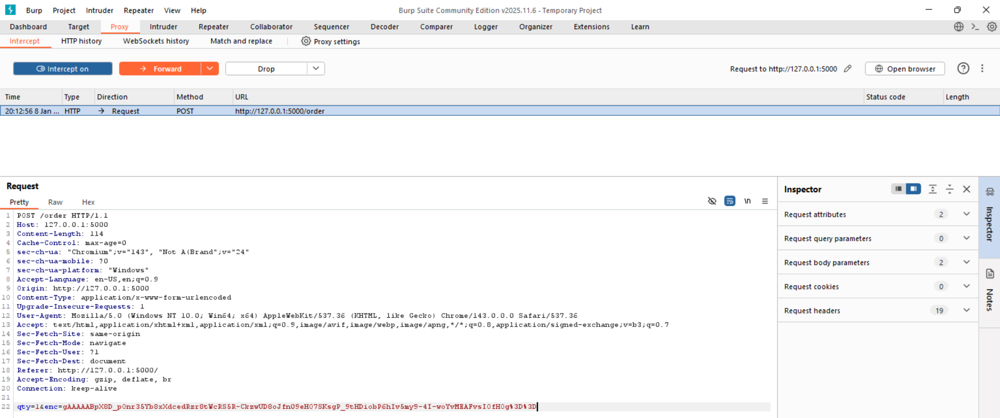 Burp Project Intruder Repeater View Help Burp Suite Community Edition v2025.11.6 - Temporary Project
Dashboard Target Proxy Intruder Repeater Collaborator Sequencer Decoder Comparer Logger Organizer Extensions Learn
Intercept HTTP history WebSockets history Match and replace Proxy settings
Intercept on Forward Drop Request to http://127.0.0.1:5000 Open browser
Time Type Direction Method URL Status code Length
20:12:56 8 Jan ... HTTP → Request POST http://127.0.0.1:5000/order
Request
Pretty Raw Hex \n
1 POST /order HTTP/1.1
2 Host: 127.0.0.1:5000
3 Content-Length: 114
4 Cache-Control: max-age=0
5 sec-ch-ua: "Chromium";v="143", "Not A(Brand";v="24"
6 sec-ch-ua-mobile: ?0
7 sec-ch-ua-platform: "Windows"
8 Accept-Language: en-US,en;q=0.9
9 Origin: http://127.0.0.1:5000
10 Content-Type: application/x-www-form-urlencoded
11 Upgrade-Insecure-Requests: 1
12 User-Agent: Mozilla/5.0 (Windows NT 10.0; Win64; x64) AppleWebKit/537.36 (KHTML, like Gecko) Chrome/143.0.0.0 Safari/537.36
13 Accept: text/html,application/xhtml+xml,application/xml;q=0.9,image/avif,image/webp,image/apng,*/*;q=0.8,application/signed-exchange;v=b3;q=0.7
14 Sec-Fetch-Site: same-origin
15 Sec-Fetch-Mode: navigate
16 Sec-Fetch-User: ?1
17 Sec-Fetch-Dest: document
18 Referer: http://127.0.0.1:5000/
19 Accept-Encoding: gzip, deflate, br
20 Connection: keep-alive
21
22 qty=1&enc=gAAAAABpX8D_p0nr35Yb8xXdcedRzr8tWcRS5R-CkzwUD8oJfn09eH07SKsgP_9tHDiobP6hIv5my9-4I-woYvMEAFvsI0fH0g%3D%3D
Inspector
Request attributes 2
Request query parameters 0
Request body parameters 2
Request cookies 0
Request headers 19
Inspector
Notes